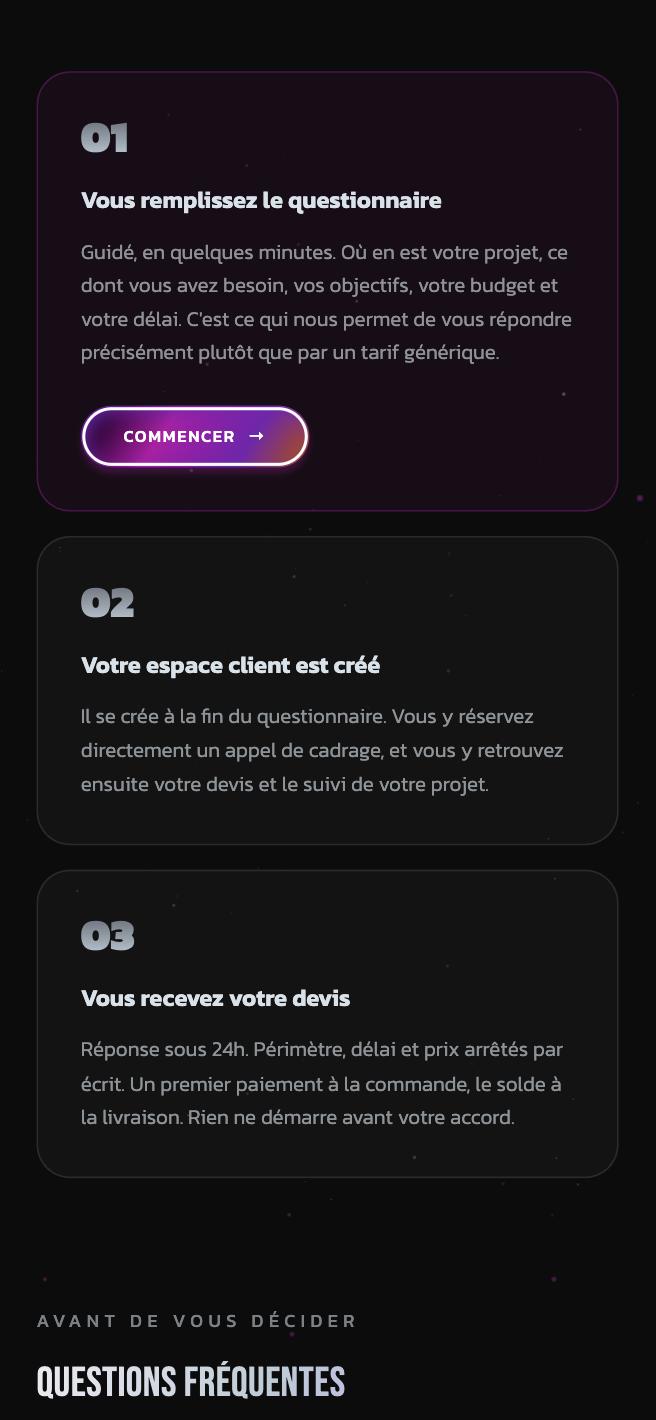 01
Vous remplissez le questionnaire
Guidé, en quelques minutes. Où en est votre projet, ce
dont vous avez besoin, vos objectifs, votre budget et
votre délai. C'est ce qui nous permet de vous répondre
précisément plutôt que par un tarif générique.
COMMENCER →
02
Votre espace client est créé
Il se crée à la fin du questionnaire. Vous y réservez
directement un appel de cadrage, et vous y retrouvez
ensuite votre devis et le suivi de votre projet.
03
Vous recevez votre devis
Réponse sous 24h. Périmètre, délai et prix arrêtés par
écrit. Un premier paiement à la commande, le solde à
la livraison. Rien ne démarre avant votre accord.
AVANT DE VOUS DÉCIDER
QUESTIONS FRÉQUENTES